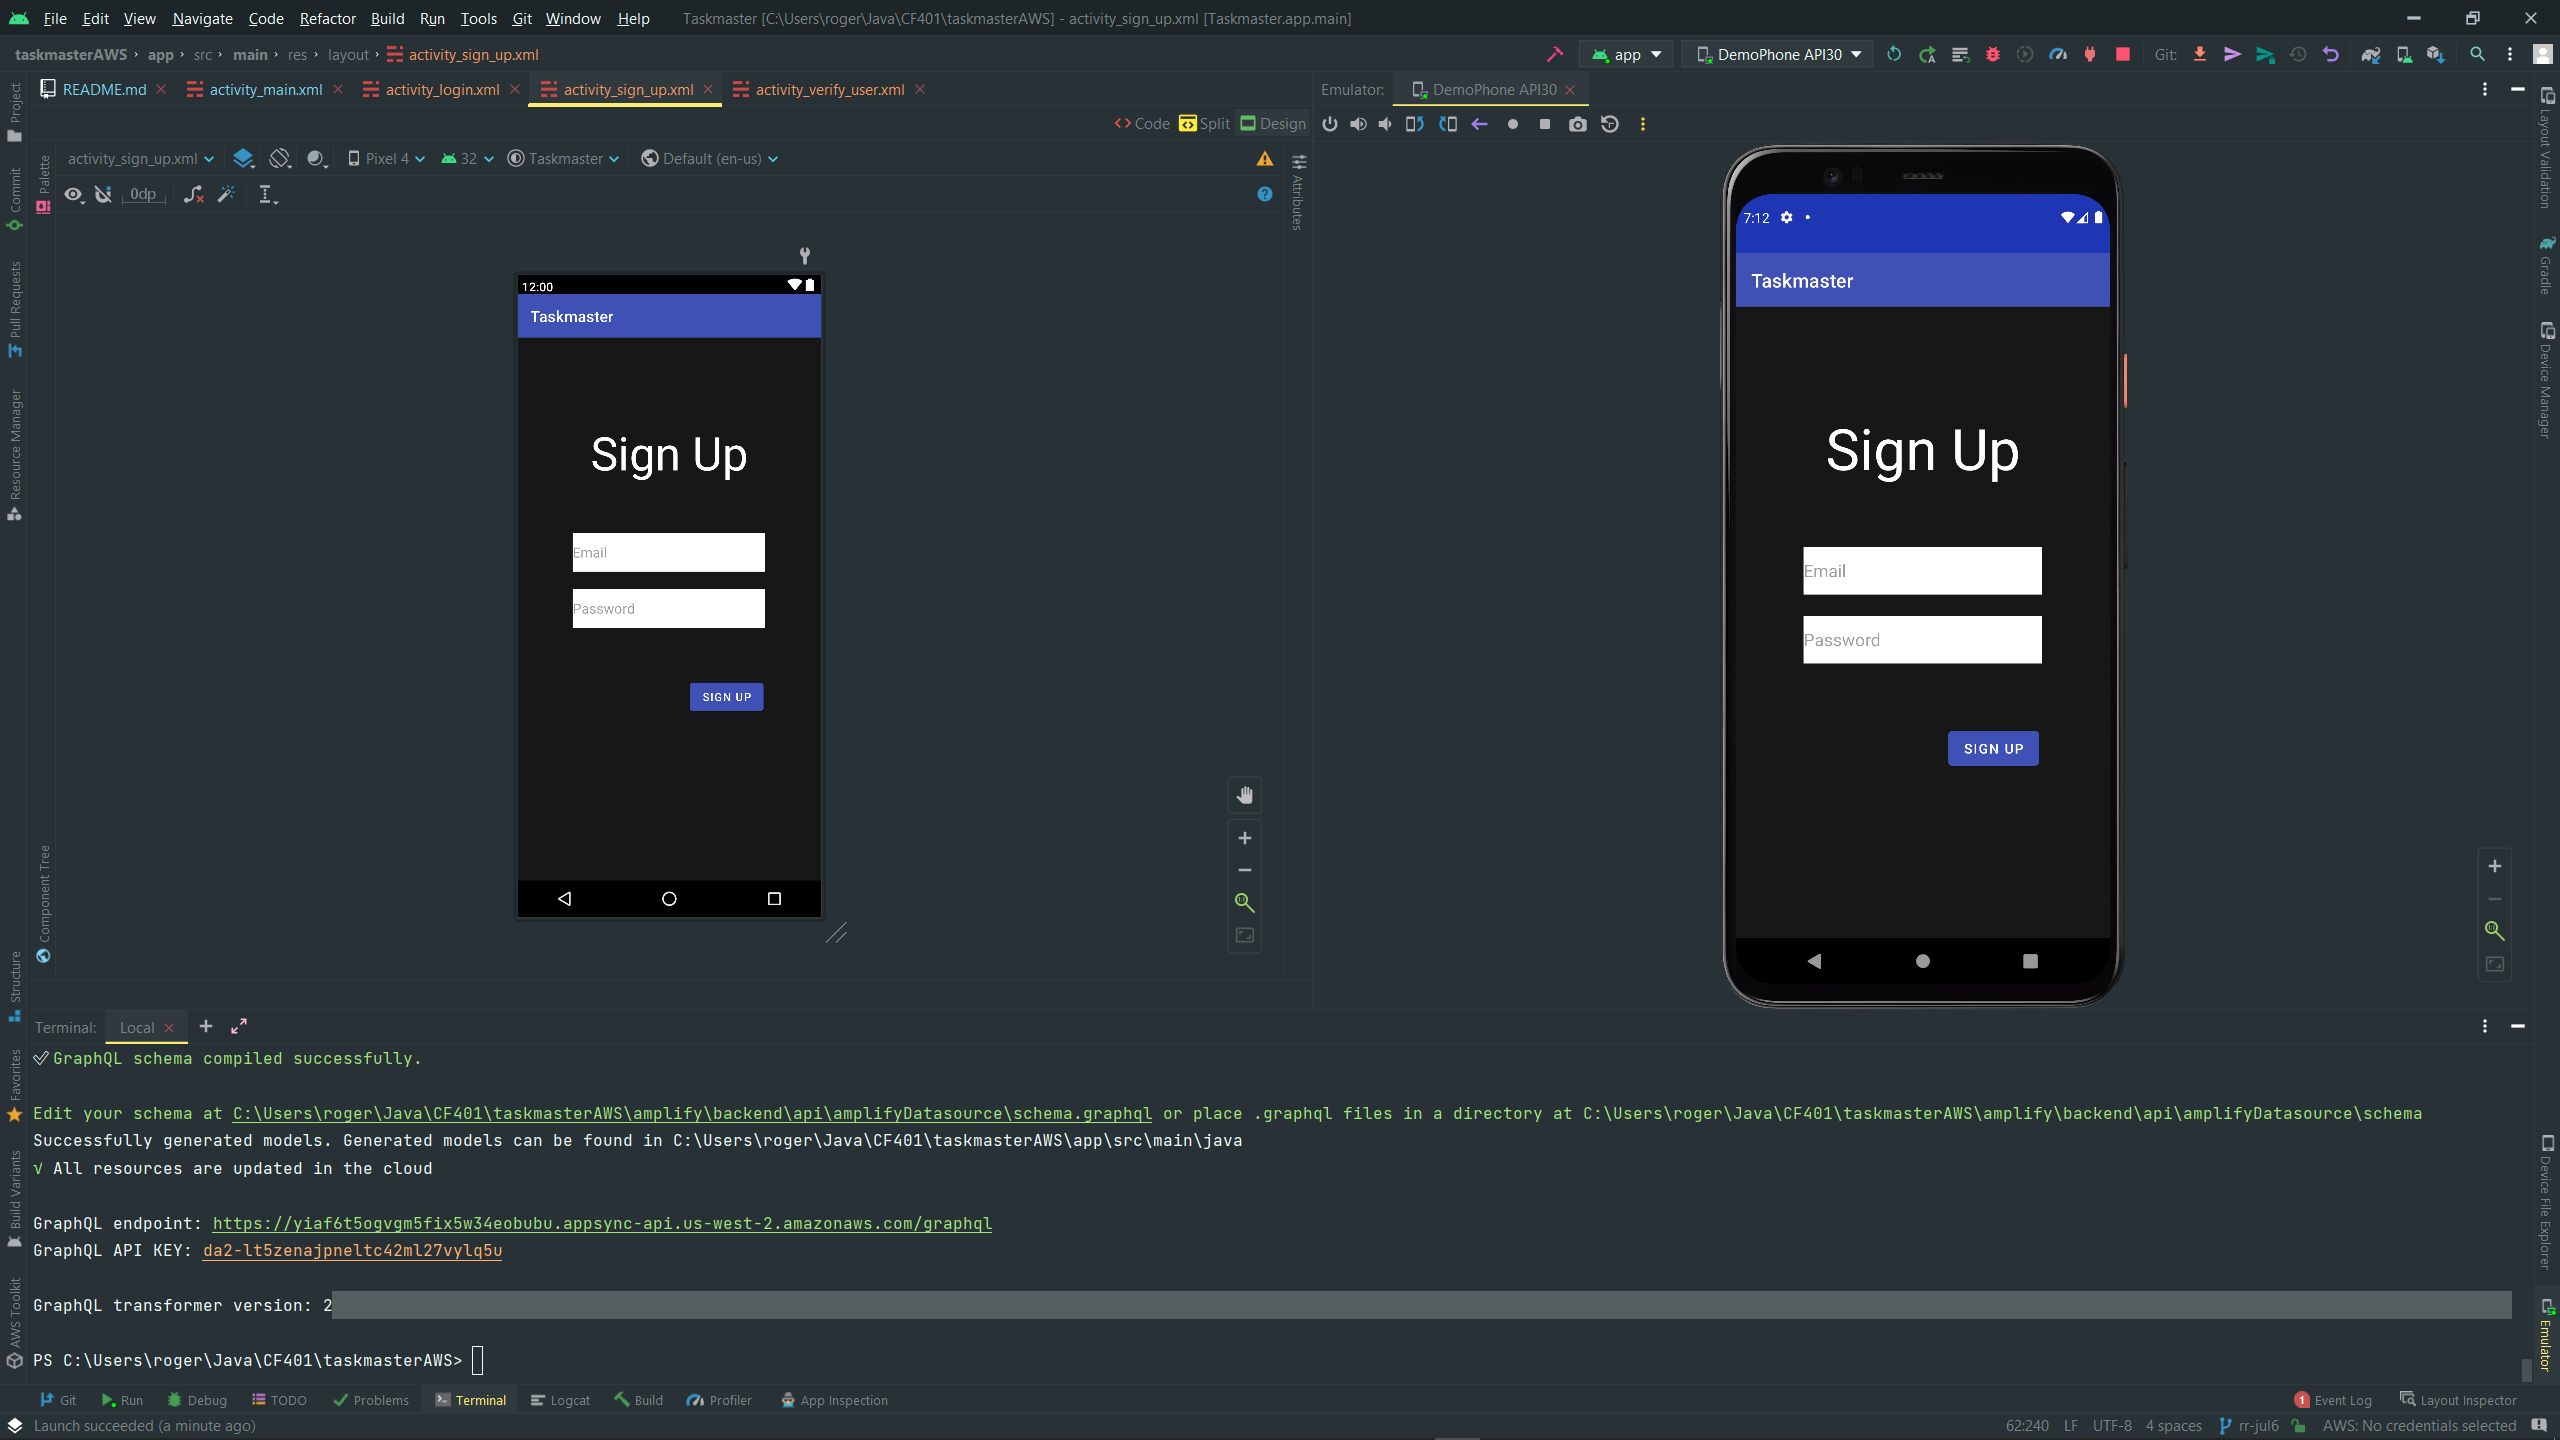 File Edit View Navigate Code Refactor Build Run Tools Git Window Help Taskmaster [C:\Users\roger\Java\CF401\taskmasterAWS] - activity_sign_up.xml [Taskmaster.app.main]
taskmasterAWS app src main res layout activity_sign_up.xml app DemoPhone API30 Git:
README.md activity_main.xml activity_login.xml activity_sign_up.xml activity_verify_user.xml Emulator: DemoPhone API30
Code Split Design
activity_sign_up.xml Pixel 4 32 Taskmaster Default (en-us)
0dp
Project
Commit
Pull Requests
Resource Manager
Structure
Favorites
Build Variants
AWS Toolkit
Palette
Component Tree
Attributes
12:00
Taskmaster
Sign Up
Email
Password
SIGN UP
7:12
Taskmaster
Sign Up
Email
Password
SIGN UP
Layout Validation
Gradle
Device Manager
Device File Explorer
Emulator
Terminal: Local
GraphQL schema compiled successfully.
Edit your schema at C:\Users\roger\Java\CF401\taskmasterAWS\amplify\backend\api\amplifyDatasource\schema.graphql or place .graphql files in a directory at C:\Users\roger\Java\CF401\taskmasterAWS\amplify\backend\api\amplifyDatasource\schema
Successfully generated models. Generated models can be found in C:\Users\roger\Java\CF401\taskmasterAWS\app\src\main\java
√ All resources are updated in the cloud
GraphQL endpoint: https://yiaf6t5ogvgm5fix5w34eobubu.appsync-api.us-west-2.amazonaws.com/graphql
GraphQL API KEY: da2-lt5zenajpneltc42ml27vylq5u
GraphQL transformer version: 2
PS C:\Users\roger\Java\CF401\taskmasterAWS>
Git Run Debug TODO Problems Terminal Logcat Build Profiler App Inspection 1 Event Log Layout Inspector
Launch succeeded (a minute ago) 62:240 LF UTF-8 4 spaces rr-jul6 AWS: No credentials selected